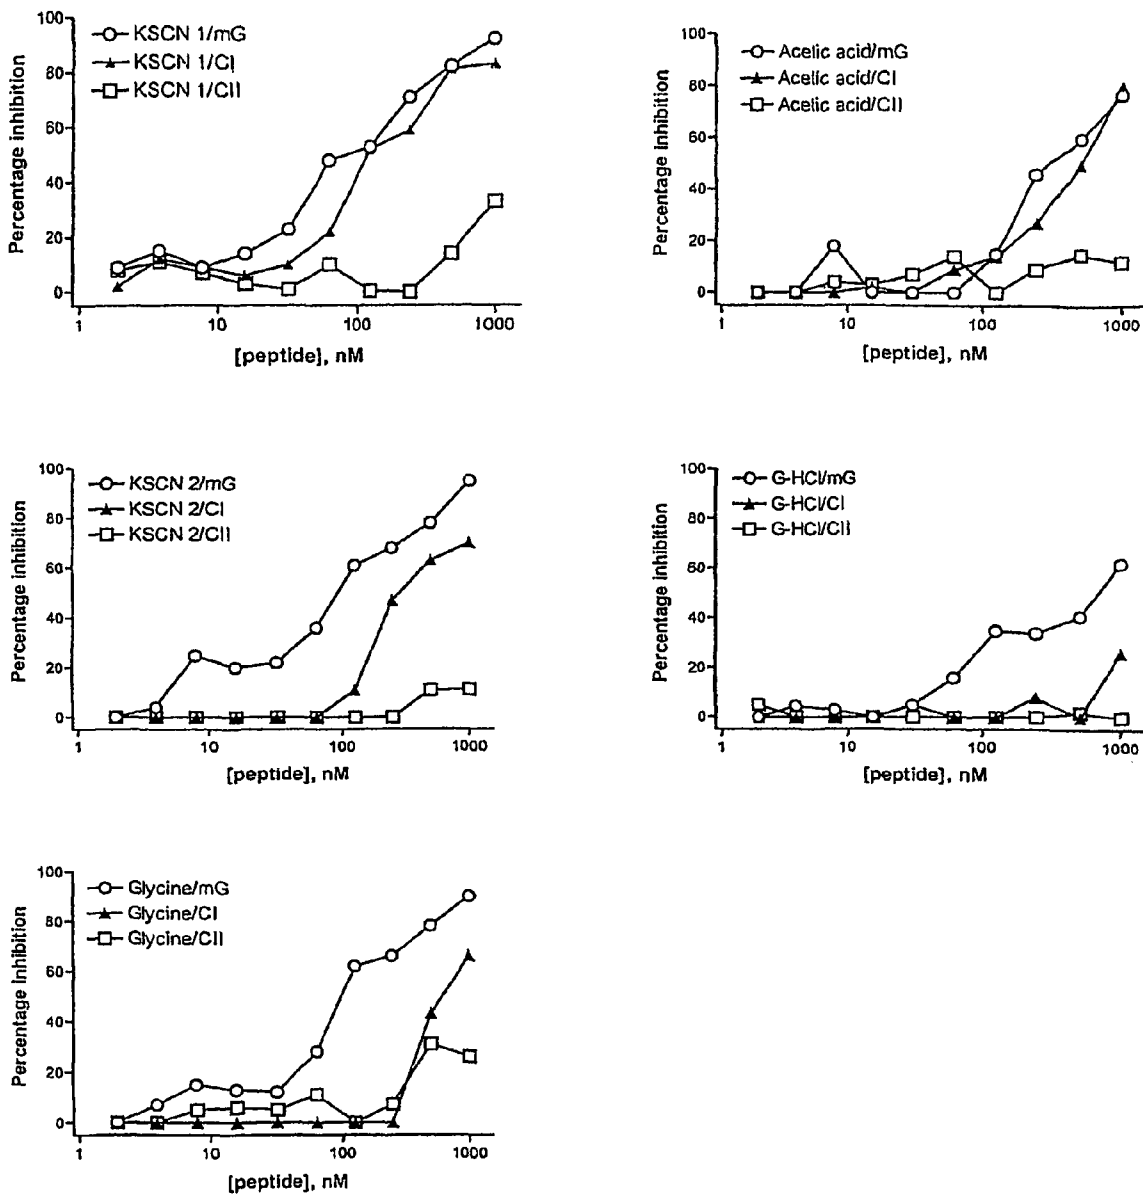 Percentage inhibition
100
80
60
40
20
0
KSCN 1/mG
KSCN 1/CI
KSCN 1/CII
1 10 100 1000
[peptide], nM
Percentage inhibition
100
80
60
40
20
0
Acelic acid/mG
Acelic acid/CI
Acelic acid/CII
1 10 100 1000
[peptide], nM
Percentage inhibition
100
80
60
40
20
0
KSCN 2/mG
KSCN 2/CI
KSCN 2/CII
1 10 100 1000
[peptide], nM
Percentage inhibition
100
80
60
40
20
0
G-HCl/mG
G-HCl/CI
G-HCl/CII
1 10 100 1000
[peptide], nM
Percentage inhibition
100
80
60
40
20
0
Glycine/mG
Glycine/CI
Glycine/CII
1 10 100 1000
[peptide], nM